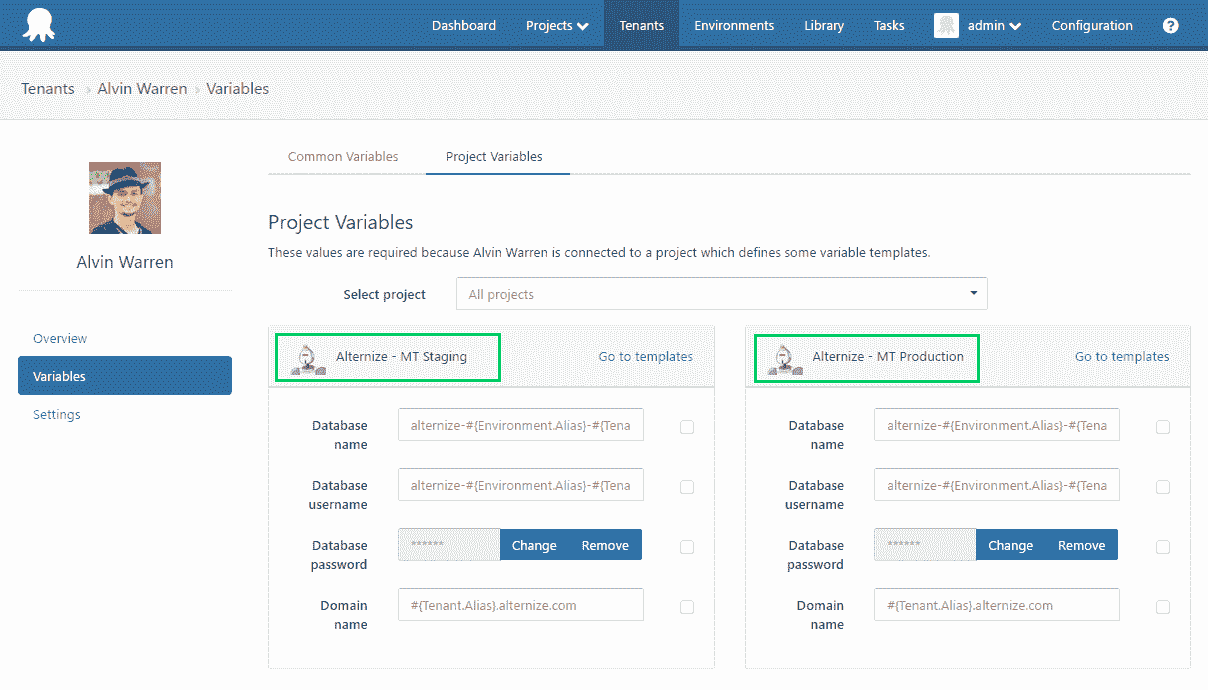 Dashboard Projects Tenants Environments Library Tasks admin Configuration ?
Tenants › Alvin Warren › Variables
Common Variables Project Variables
Alvin Warren
Overview
Variables
Settings
Project Variables
These values are required because Alvin Warren is connected to a project which defines some variable templates.
Select project All projects
Alternize - MT Staging Go to templates
Database name alternize-#{Environment.Alias}-#{Tena
Database username alternize-#{Environment.Alias}-#{Tena
Database password ****** Change Remove
Domain name #{Tenant.Alias}.alternize.com
Alternize - MT Production Go to templates
Database name alternize-#{Environment.Alias}-#{Tena
Database username alternize-#{Environment.Alias}-#{Tena
Database password ****** Change Remove
Domain name #{Tenant.Alias}.alternize.com